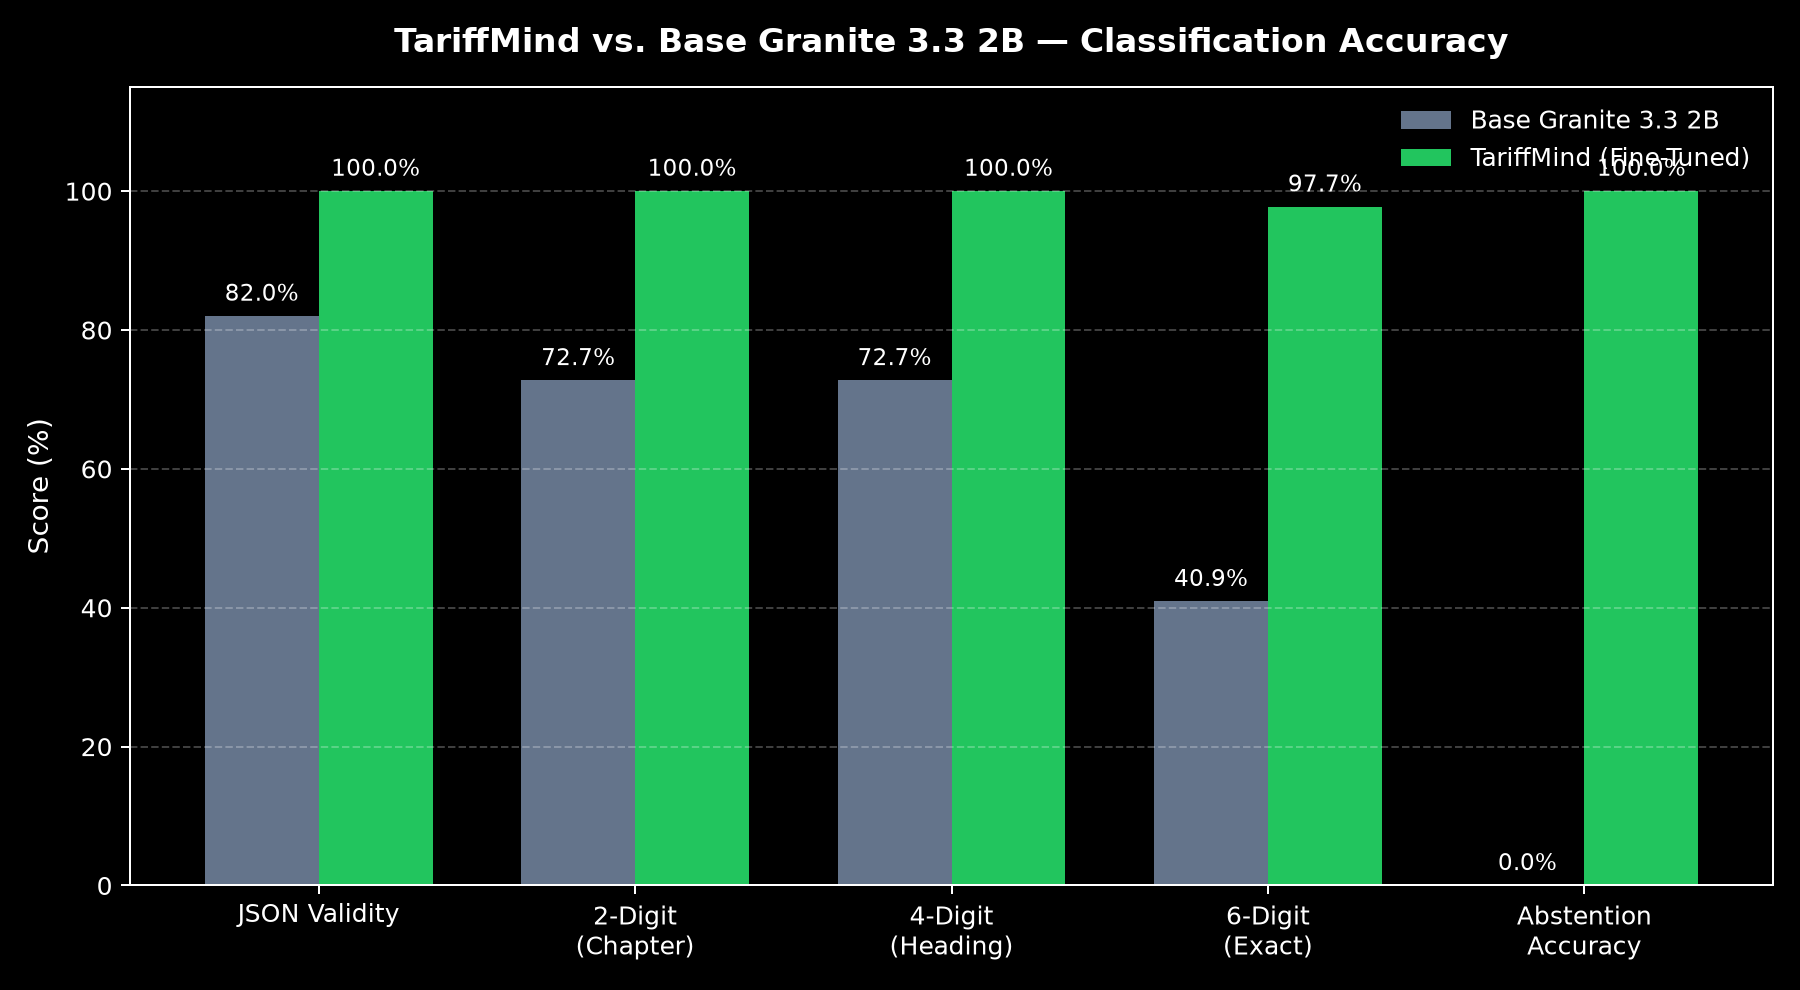 TariffMind vs. Base Granite 3.3 2B — Classification Accuracy
Base Granite 3.3 2B
TariffMind (Fine-Tuned)
Score (%)
100
80
60
40
20
0
82.0%
100.0%
72.7%
100.0%
72.7%
100.0%
40.9%
97.7%
0.0%
100.0%
JSON Validity
2-Digit
(Chapter)
4-Digit
(Heading)
6-Digit
(Exact)
Abstention
Accuracy